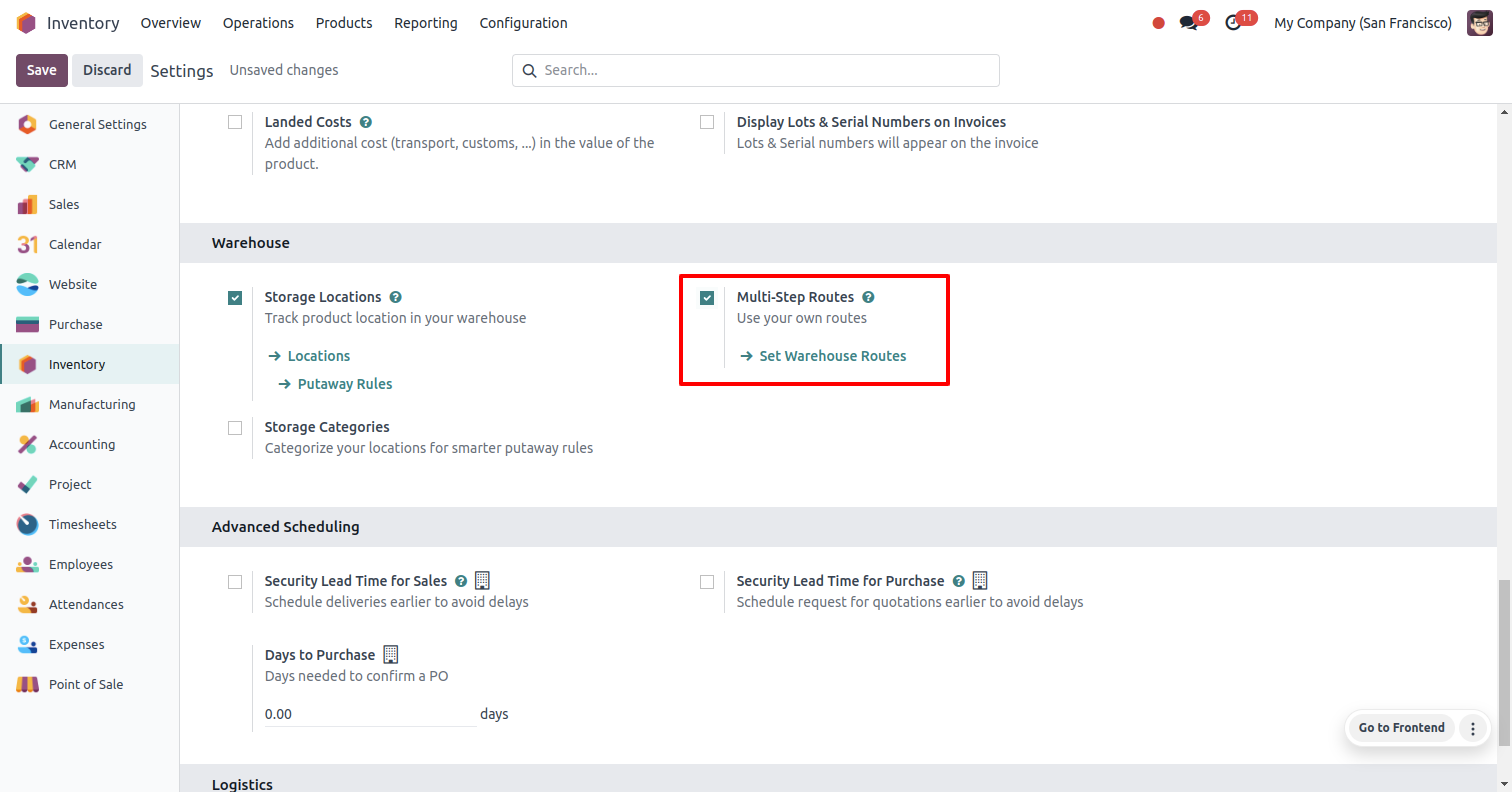 Inventory Overview Operations Products Reporting Configuration 6 11 My Company (San Francisco)
Save Discard Settings Unsaved changes Search...
General Settings
CRM
Sales
31 Calendar
Website
Purchase
Inventory
Manufacturing
Accounting
Project
Timesheets
Employees
Attendances
Expenses
Point of Sale
Landed Costs ?
Add additional cost (transport, customs, ...) in the value of the
product.
Display Lots & Serial Numbers on Invoices
Lots & Serial numbers will appear on the invoice
Warehouse
Storage Locations ?
Track product location in your warehouse
→ Locations
→ Putaway Rules
Multi-Step Routes ?
Use your own routes
→ Set Warehouse Routes
Storage Categories
Categorize your locations for smarter putaway rules
Advanced Scheduling
Security Lead Time for Sales ?
Schedule deliveries earlier to avoid delays
Security Lead Time for Purchase ?
Schedule request for quotations earlier to avoid delays
Days to Purchase
Days needed to confirm a PO
0.00 days
Go to Frontend
Logistics